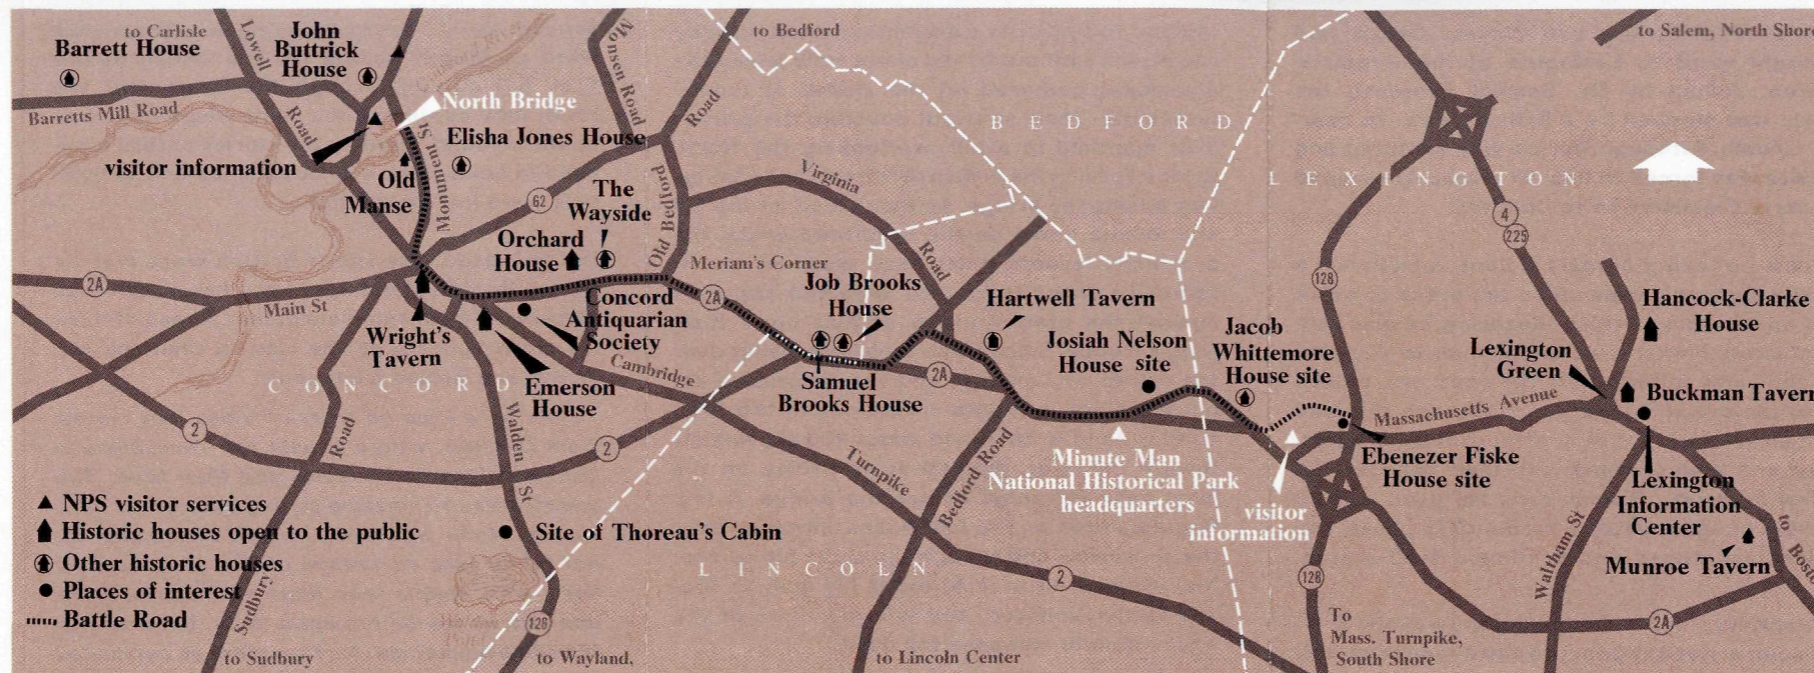 to Carlisle
Barrett House
Lowell
Road
John
Buttrick
House
Barretts Mill Road
visitor information
North Bridge
Concord River
Monument St
Old
Manse
Elisha Jones House
Monsen Road
to Bedford
Road
Old Bedford
62
The
Wayside
Orchard
House
Virginia
Road
BEDFORD
LEXINGTON
to Salem, North Shore
4
225
128
2A
Main St
Wright's
Tavern
Concord
Antiquarian
Society
Emerson
House
Meriam's Corner
2A
Job Brooks
House
Samuel
Brooks House
Hartwell Tavern
2A
Josiah Nelson
House site
Jacob
Whittemore
House site
Minute Man
National Historical Park
headquarters
visitor
information
Ebenezer Fiske
House site
Massachusetts Avenue
Lexington
Green
Hancock-Clarke
House
Buckman Tavern
Lexington
Information
Center
Munroe Tavern
CONCORD
Cambridge
Turnpike
Walden St
2
2
Road
Sudbury
Bedford Road
LINCOLN
2
128
Waltham St
2A
to Bosto
NPS visitor services
Historic houses open to the public
Other historic houses
Places of interest
Battle Road
Site of Thoreau's Cabin
Walden
126
to Sudbury
to Wayland,
to Lincoln Center
To
Mass. Turnpike,
South Shore